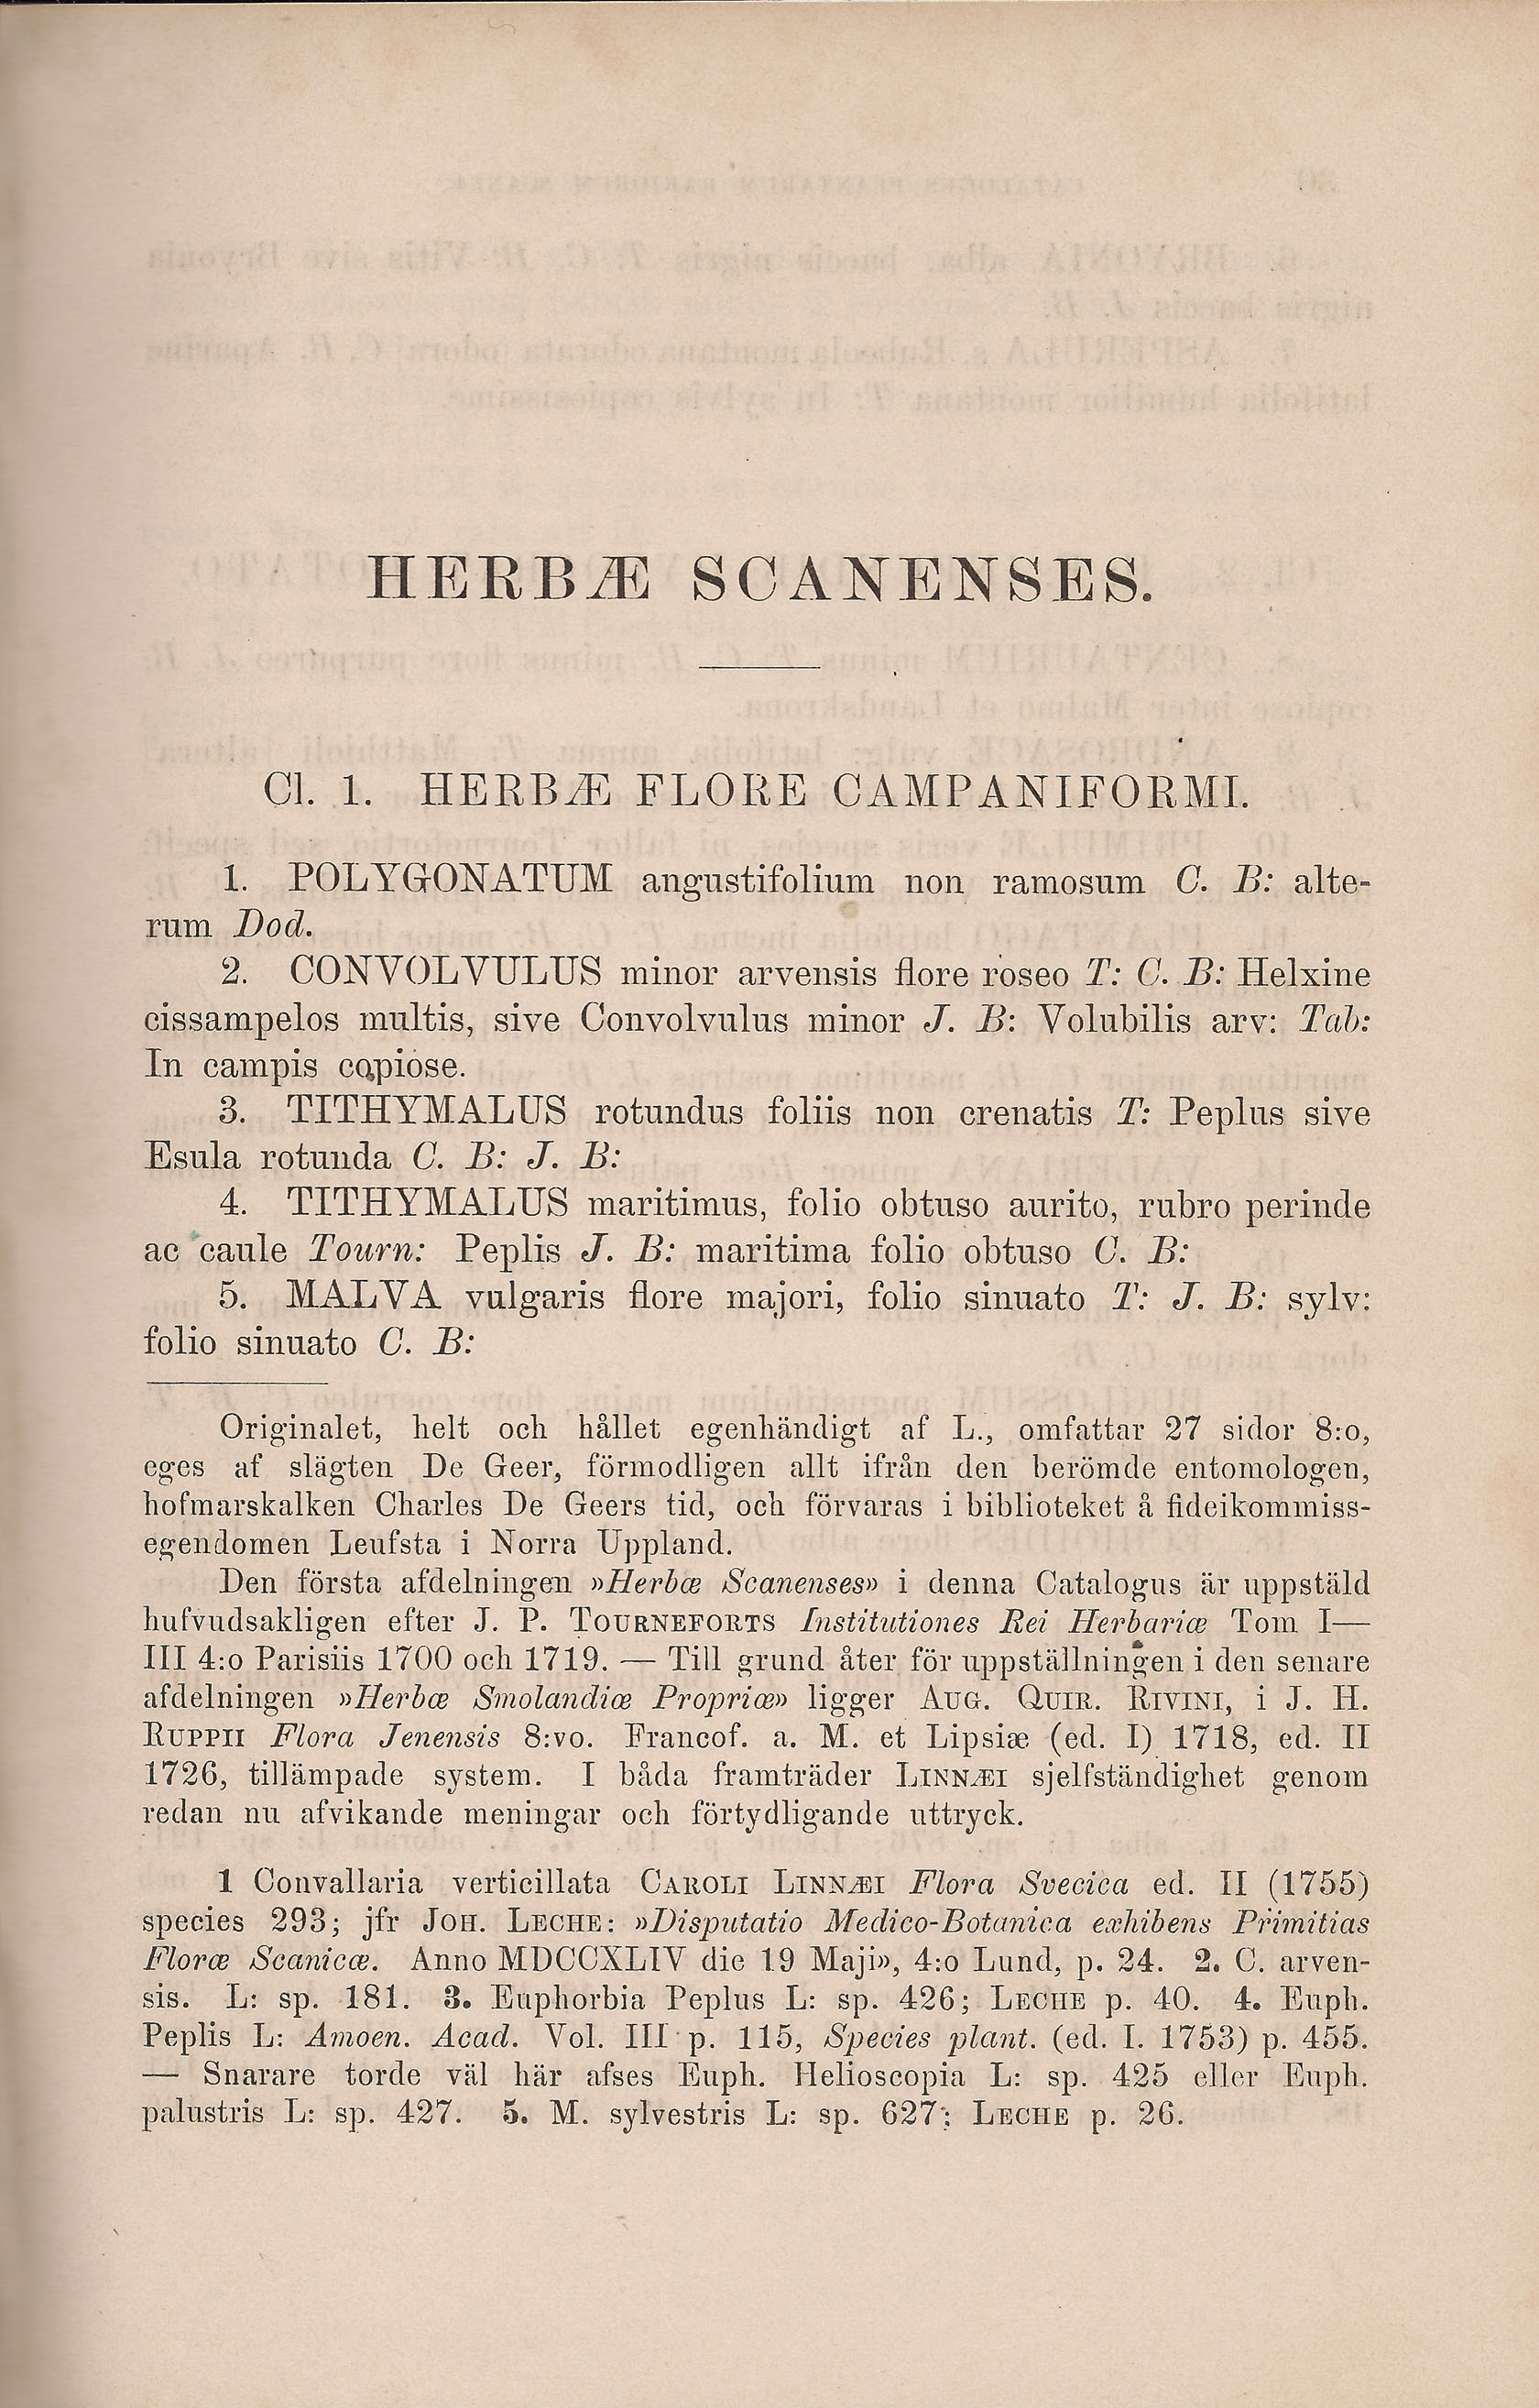 HERBÆ SCANENSES.
Cl. 1. HERBÆ FLORE CAMPANIFORMI.
1. POLYGONATUM angustifolium non ramosum C. B: alte-
rum Dod.
2. CONVOLVULUS minor arvensis flore roseo T: C. B: Helxine
cissampelos multis, sive Convolvulus minor J. B: Volubilis arv: Tab:
In campis copiose.
3. TITHYMALUS rotundus foliis non crenatis T: Peplus sive
Esula rotunda C. B: J. B:
4. TITHYMALUS maritimus, folio obtuso aurito, rubro perinde
ac caule Tourn: Peplis J. B: maritima folio obtuso C. B:
5. MALVA vulgaris flore majori, folio sinuato T: J. B: sylv:
folio sinuato C. B:
Originalet, helt och hållet egenhändigt af L., omfattar 27 sidor 8:o,
eges af slägten De Geer, förmodligen allt ifrån den berömde entomologen,
hofmarskalken Charles De Geers tid, och förvaras i biblioteket å fideikommiss-
egendomen Leufsta i Norra Uppland.
Den första afdelningen »Herbæ Scanenses» i denna Catalogus är uppstäld
hufvudsakligen efter J. P. TOURNEFORTS Institutiones Rei Herbariæ Tom I—
III 4:o Parisiis 1700 och 1719. — Till grund åter för uppställningen i den senare
afdelningen »Herbæ Smolandiæ Propriæ» ligger AUG. QUIR. RIVINI, i J. H.
RUPPII Flora Jenensis 8:vo. Francof. a. M. et Lipsiæ (ed. I) 1718, ed. II
1726, tillämpade system. I båda framträder LINNÆI sjelfständighet genom
redan nu afvikande meningar och förtydligande uttryck.
1 Convallaria verticillata CAROLI LINNÆI Flora Svecica ed. II (1755)
species 293; jfr JOH. LECHE: »Disputatio Medico-Botanica exhibens Primitias
Floræ Scanicæ. Anno MDCCXLIV die 19 Maji», 4:o Lund, p. 24. 2. C. arven-
sis. L: sp. 181. 3. Euphorbia Peplus L: sp. 426; LECHE p. 40. 4. Euph.
Peplis L: Amoen. Acad. Vol. III p. 115, Species plant. (ed. I. 1753) p. 455.
— Snarare torde väl här afses Euph. Helioscopia L: sp. 425 eller Euph.
palustris L: sp. 427. 5. M. sylvestris L: sp. 627; LECHE p. 26.